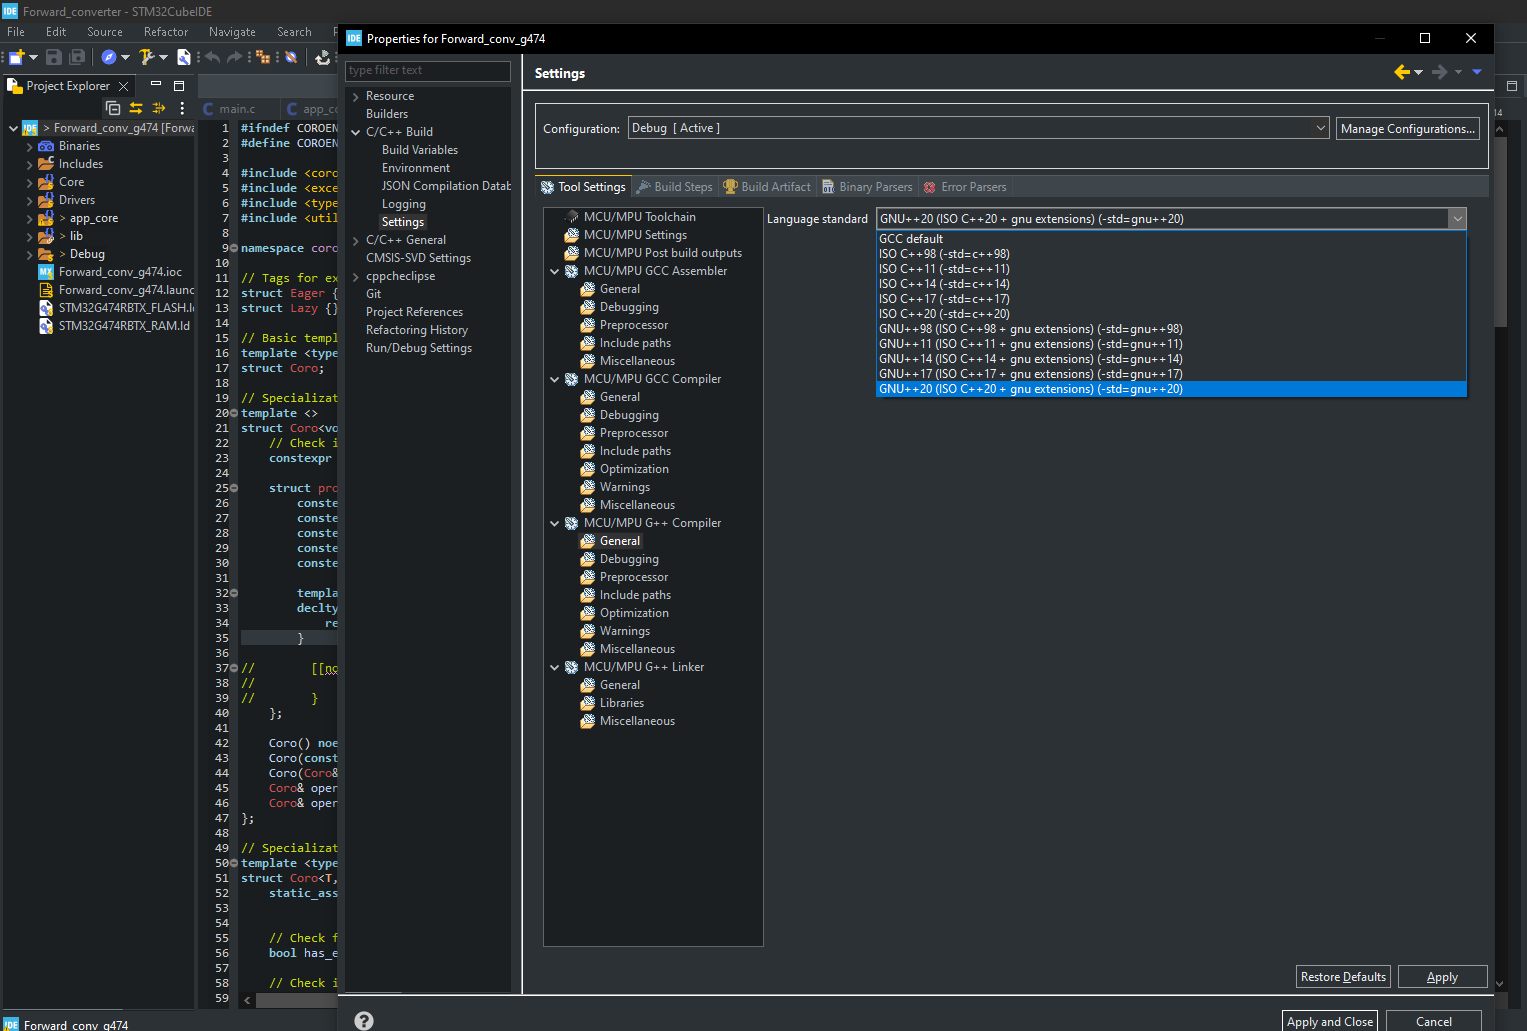 Forward_converter - STM32CubeIDE
File Edit Source Refactor Navigate Search
Project Explorer
Forward_conv_g474 [Forwa
Binaries
Includes
Core
Drivers
> app_core
> lib
> Debug
Forward_conv_g474.ioc
Forward_conv_g474.launc
STM32G474RBTX_FLASH.l
STM32G474RBTX_RAM.ld
Forward_conv_g474
main.c
app_co
1 #ifndef COROEN
2 #define COROEN
3
4 #include <coro
5 #include <exce
6 #include <type
7 #include <util
8
9 namespace coro
10
11 // Tags for ex
12 struct Eager {
13 struct Lazy {}
14
15 // Basic templ
16 template <type
17 struct Coro;
18
19 // Specializat
20 template <>
21 struct Coro<vo
22 // Check i
23 constexpr
24
25 struct pro
26 conste
27 conste
28 conste
29 conste
30 conste
31
32 templa
33 declty
34 re
35 }
36
37 // [[no
38 //
39 // }
40 };
41
42 Coro() noe
43 Coro(const
44 Coro(Coro&
45 Coro& oper
46 Coro& oper
47 };
48
49 // Specializat
50 template <type
51 struct Coro<T,
52 static_ass
53
54
55 // Check f
56 bool has_e
57
58 // Check i
59
Properties for Forward_conv_g474
type filter text
Resource
Builders
C/C++ Build
Build Variables
Environment
JSON Compilation Datab
Logging
Settings
C/C++ General
CMSIS-SVD Settings
cppcheclipse
Git
Project References
Refactoring History
Run/Debug Settings
Settings
Configuration: Debug [ Active ] Manage Configurations...
Tool Settings Build Steps Build Artifact Binary Parsers Error Parsers
MCU/MPU Toolchain
MCU/MPU Settings
MCU/MPU Post build outputs
MCU/MPU GCC Assembler
General
Debugging
Preprocessor
Include paths
Miscellaneous
MCU/MPU GCC Compiler
General
Debugging
Preprocessor
Include paths
Optimization
Warnings
Miscellaneous
MCU/MPU G++ Compiler
General
Debugging
Preprocessor
Include paths
Optimization
Warnings
Miscellaneous
MCU/MPU G++ Linker
General
Libraries
Miscellaneous
Language standard GNU++20 (ISO C++20 + gnu extensions) (-std=gnu++20)
GCC default
ISO C++98 (-std=c++98)
ISO C++11 (-std=c++11)
ISO C++14 (-std=c++14)
ISO C++17 (-std=c++17)
ISO C++20 (-std=c++20)
GNU++98 (ISO C++98 + gnu extensions) (-std=gnu++98)
GNU++11 (ISO C++11 + gnu extensions) (-std=gnu++11)
GNU++14 (ISO C++14 + gnu extensions) (-std=gnu++14)
GNU++17 (ISO C++17 + gnu extensions) (-std=gnu++17)
GNU++20 (ISO C++20 + gnu extensions) (-std=gnu++20)
Restore Defaults Apply
Apply and Close Cancel
14